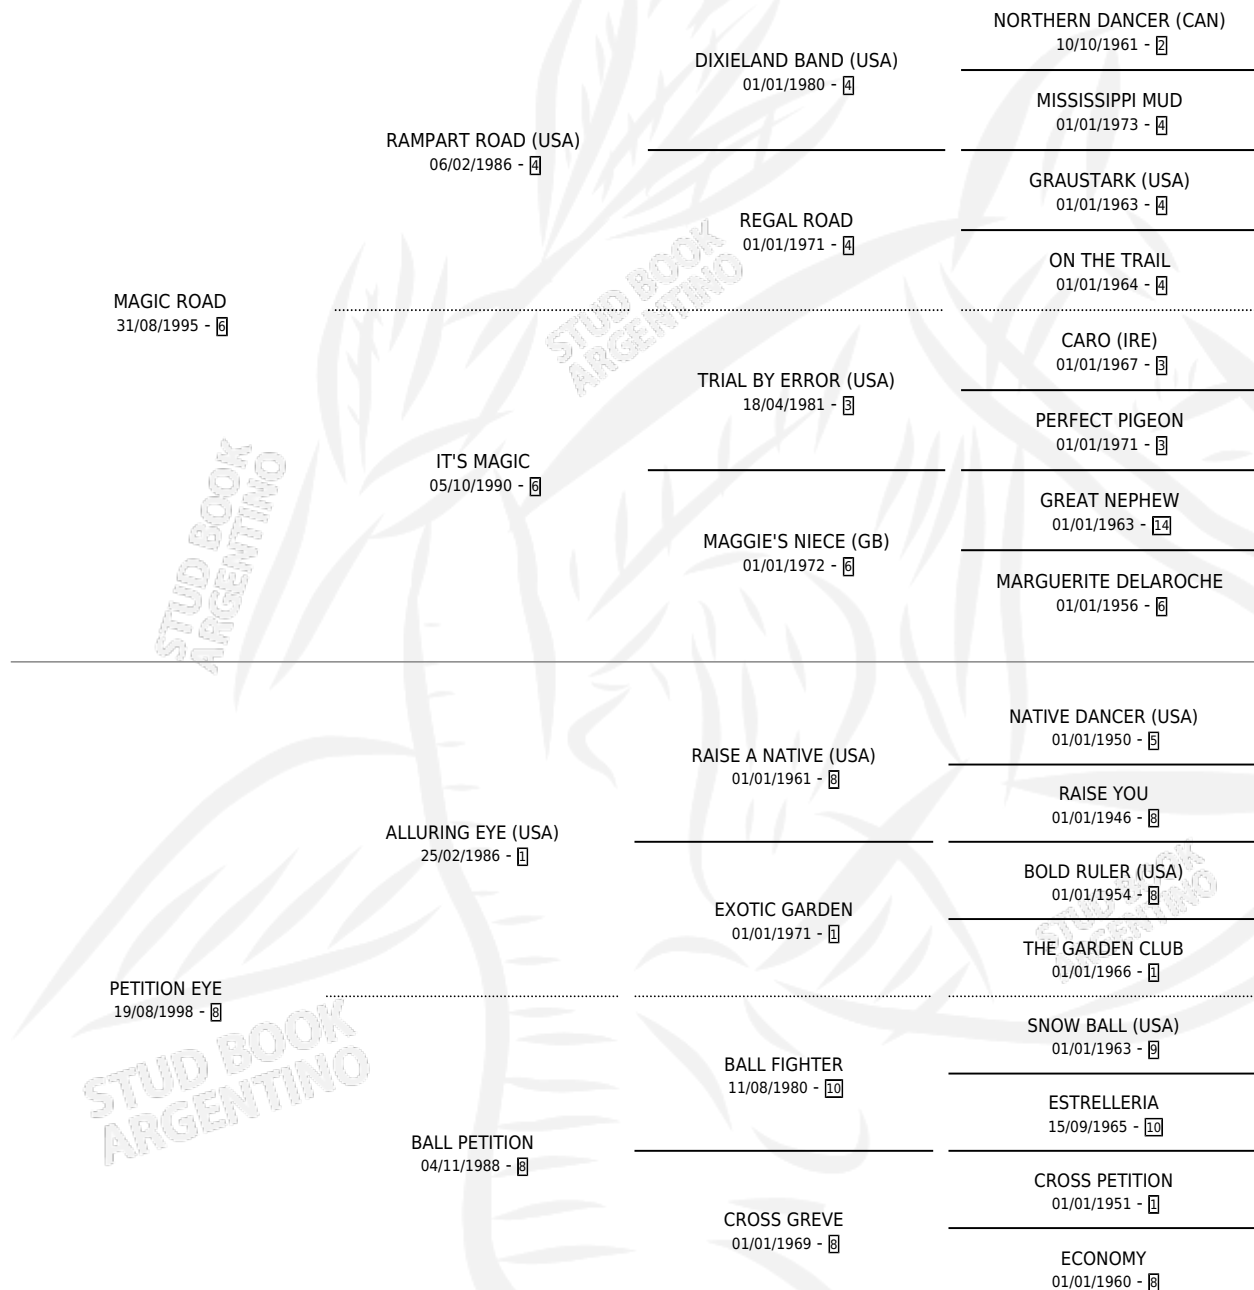 NORTHERN DANCER (CAN)
10/10/1961 - 2
DIXIELAND BAND (USA)
01/01/1980 - 4
MISSISSIPPI MUD
01/01/1973 - 4
RAMPART ROAD (USA)
06/02/1986 - 4
GRAUSTARK (USA)
01/01/1963 - 4
REGAL ROAD
01/01/1971 - 4
ON THE TRAIL
01/01/1964 - 4
MAGIC ROAD
31/08/1995 - 6
CARO (IRE)
01/01/1967 - 3
TRIAL BY ERROR (USA)
18/04/1981 - 3
PERFECT PIGEON
01/01/1971 - 3
IT'S MAGIC
05/10/1990 - 6
GREAT NEPHEW
01/01/1963 - 14
MAGGIE'S NIECE (GB)
01/01/1972 - 6
MARGUERITE DELAROCHE
01/01/1956 - 6
STUD BOOK
ARGENTINO
STUD BOOK
ARGENTINO
NATIVE DANCER (USA)
01/01/1950 - 5
RAISE A NATIVE (USA)
01/01/1961 - 8
RAISE YOU
01/01/1946 - 8
ALLURING EYE (USA)
25/02/1986 - 1
BOLD RULER (USA)
01/01/1954 - 8
EXOTIC GARDEN
01/01/1971 - 1
THE GARDEN CLUB
01/01/1966 - 1
PETITION EYE
19/08/1998 - 8
SNOW BALL (USA)
01/01/1963 - 9
BALL FIGHTER
11/08/1980 - 10
ESTRELLERIA
15/09/1965 - 10
BALL PETITION
04/11/1988 - 8
CROSS PETITION
01/01/1951 - 1
CROSS GREVE
01/01/1969 - 8
ECONOMY
01/01/1960 - 8
STUD BOOK
ARGENTINO
STUD BOOK
ARGENTINO